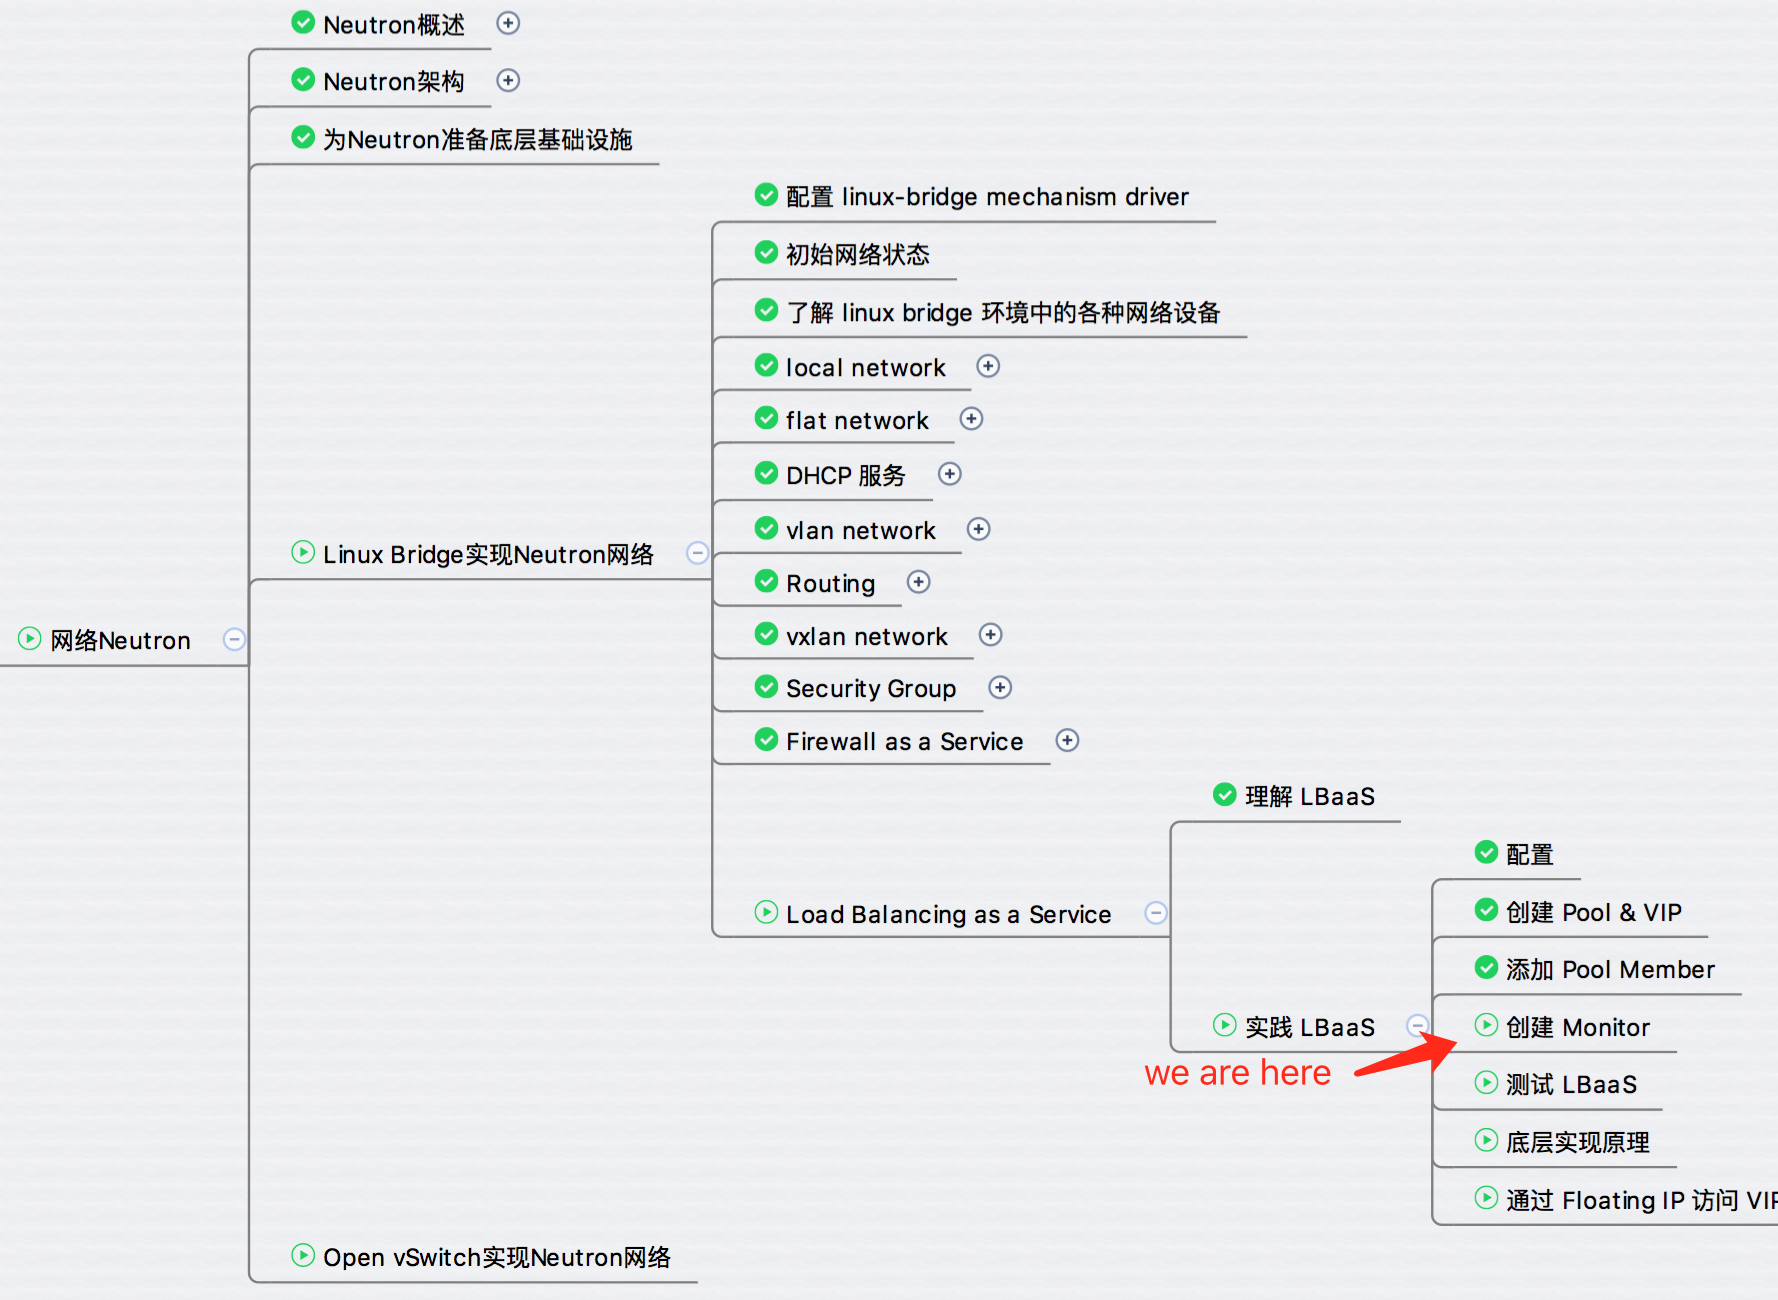 Neutron概述
Neutron架构
为Neutron准备底层基础设施
配置 linux-bridge mechanism driver
初始网络状态
了解 linux bridge 环境中的各种网络设备
local network
flat network
DHCP 服务
vlan network
Linux Bridge实现Neutron网络
Routing
网络Neutron
vxlan network
Security Group
Firewall as a Service
理解 LBaaS
配置
Load Balancing as a Service
创建 Pool & VIP
添加 Pool Member
实践 LBaaS
创建 Monitor
we are here
测试 LBaaS
底层实现原理
通过 Floating IP 访问 VIP
Open vSwitch实现Neutron网络